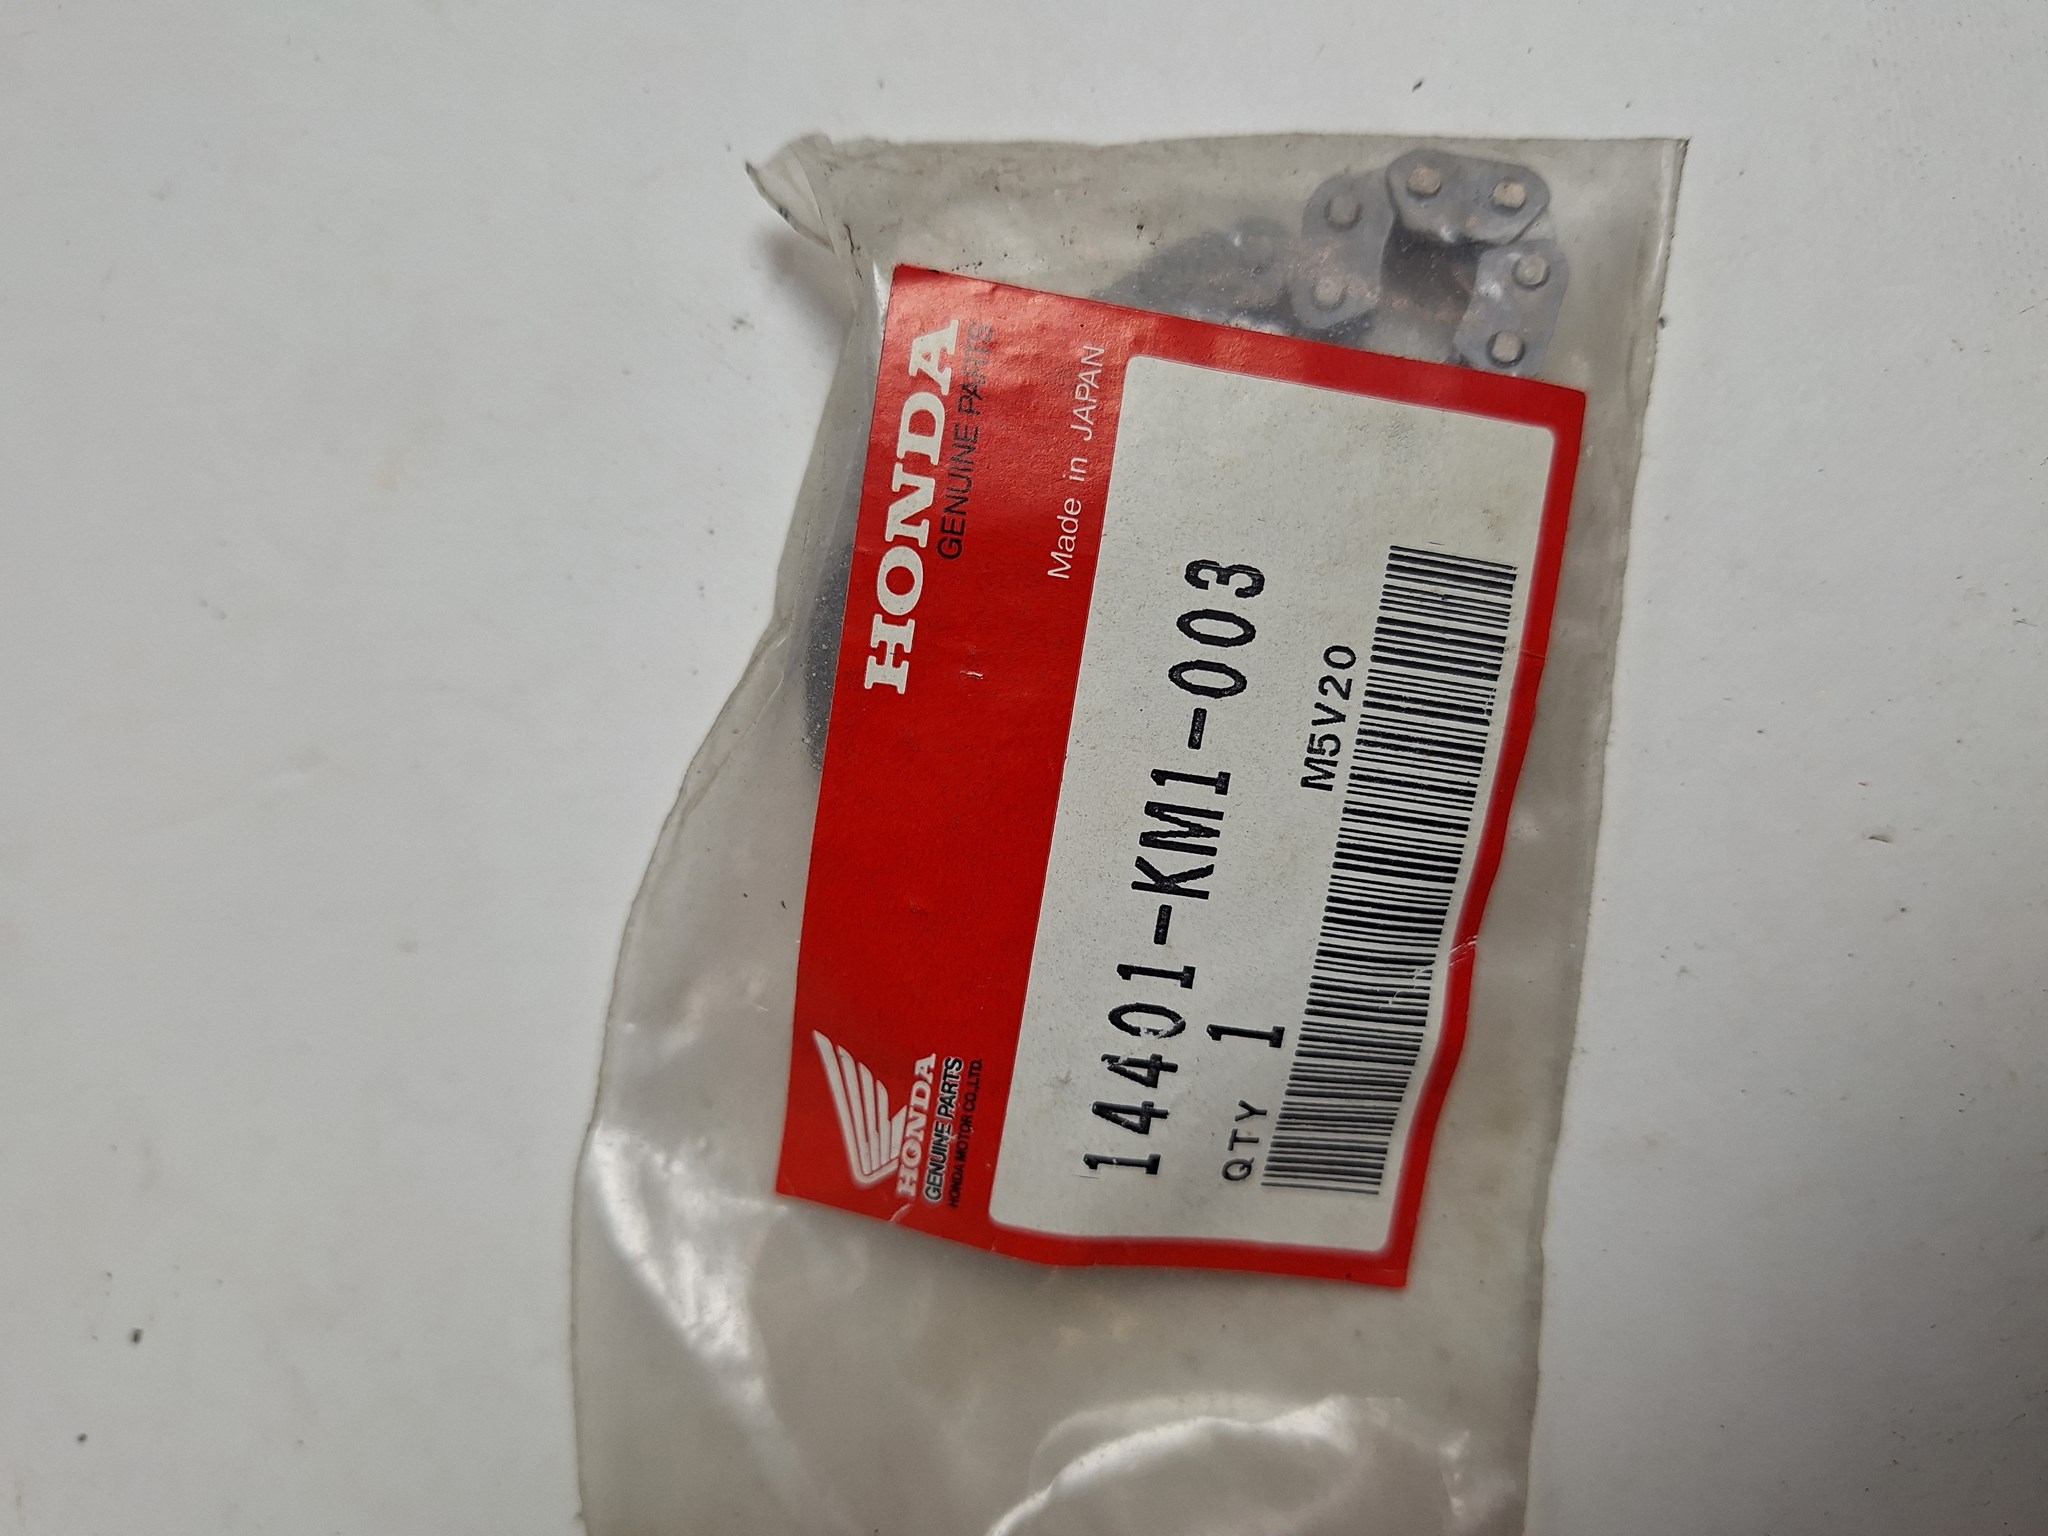 HONDA
GENUINE PARTS
HONDA MOTOR CO.,LTD.
HONDA
GENUINE PARTS
Made in JAPAN
14401-KM1-003
QTY 1
M5V20